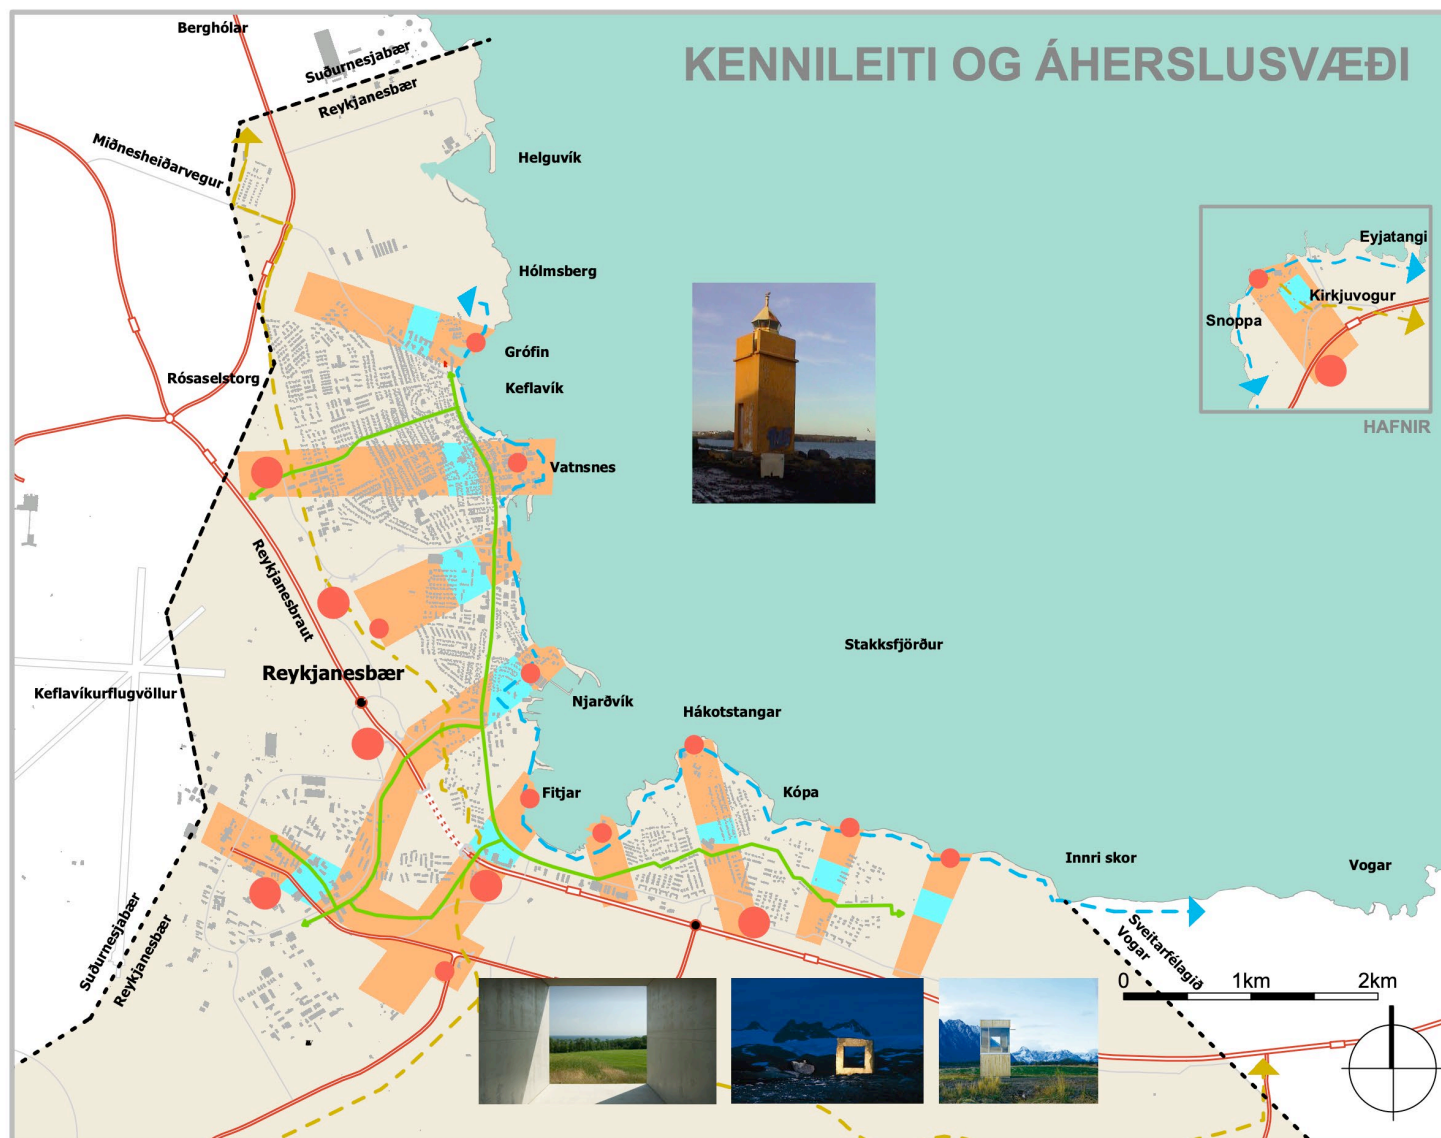 Berghólar
KENNILEITI OG ÁHERSLUSVÆÐI
Suðurnesjabær
Reykjanesbær
Miðnesheiðarvegur
Helguvík
Eyjatangi
Hólmsberg
Kirkjuvogur
Snoppa
Grófin
Rósaselstorg
Keflavík
HAFNIR
Vatnsnes
Reykjanesbraut
Stakksfjörður
Reykjanesbær
Keflavíkurflugvöllur
Njarðvík
Hákotstangar
Fitjar
Kópa
Innri skor
Vogar
Suðurnesjabær
Reykjanesbær
Sveitarfélagið
Vogar
0 1km 2km